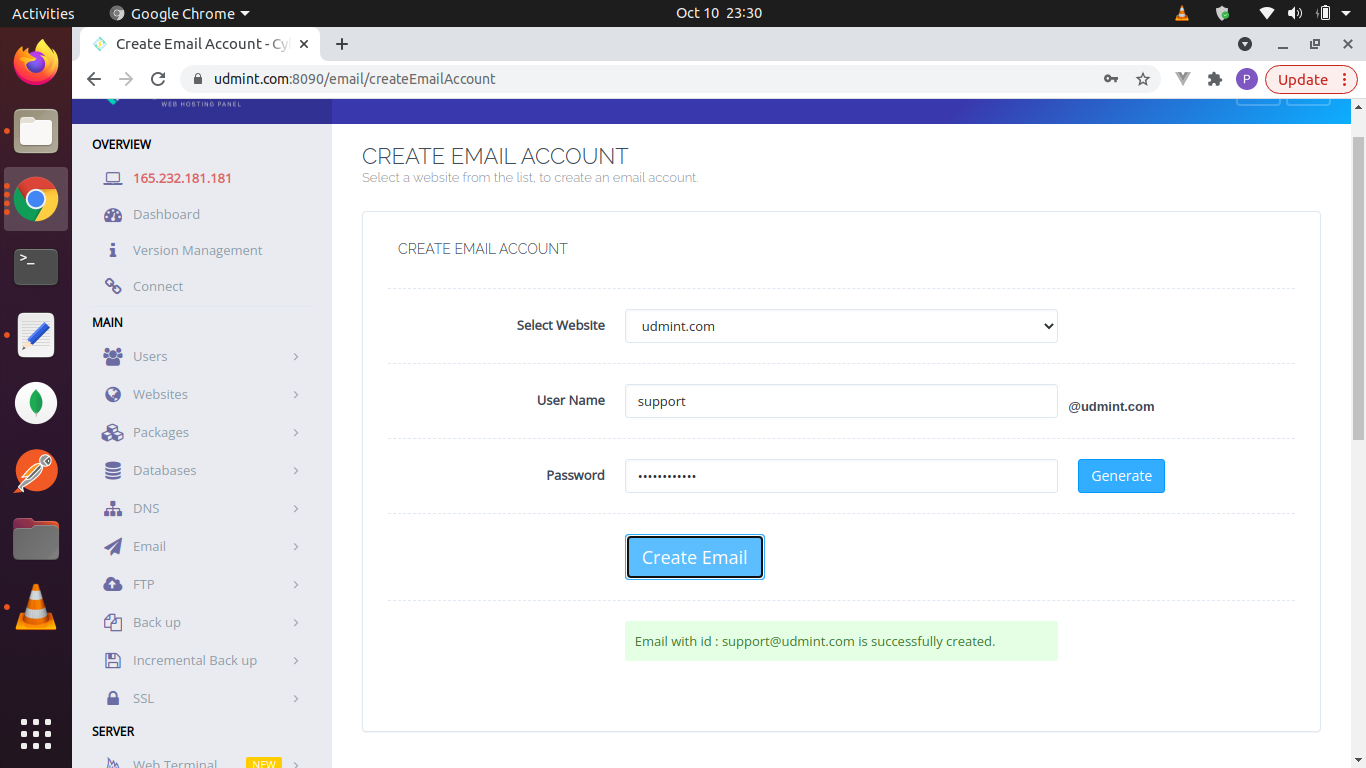 Activities Google Chrome Oct 10 23:30
Create Email Account - Cy
udmint.com:8090/email/createEmailAccount P Update
WEB HOSTING PANEL
OVERVIEW
165.232.181.181
Dashboard
Version Management
Connect
MAIN
Users
Websites
Packages
Databases
DNS
Email
FTP
Back up
Incremental Back up
SSL
SERVER
Web Terminal NEW
CREATE EMAIL ACCOUNT
Select a website from the list, to create an email account.
CREATE EMAIL ACCOUNT
Select Website udmint.com
User Name support @udmint.com
Password •••••••••••• Generate
Create Email
Email with id : support@udmint.com is successfully created.